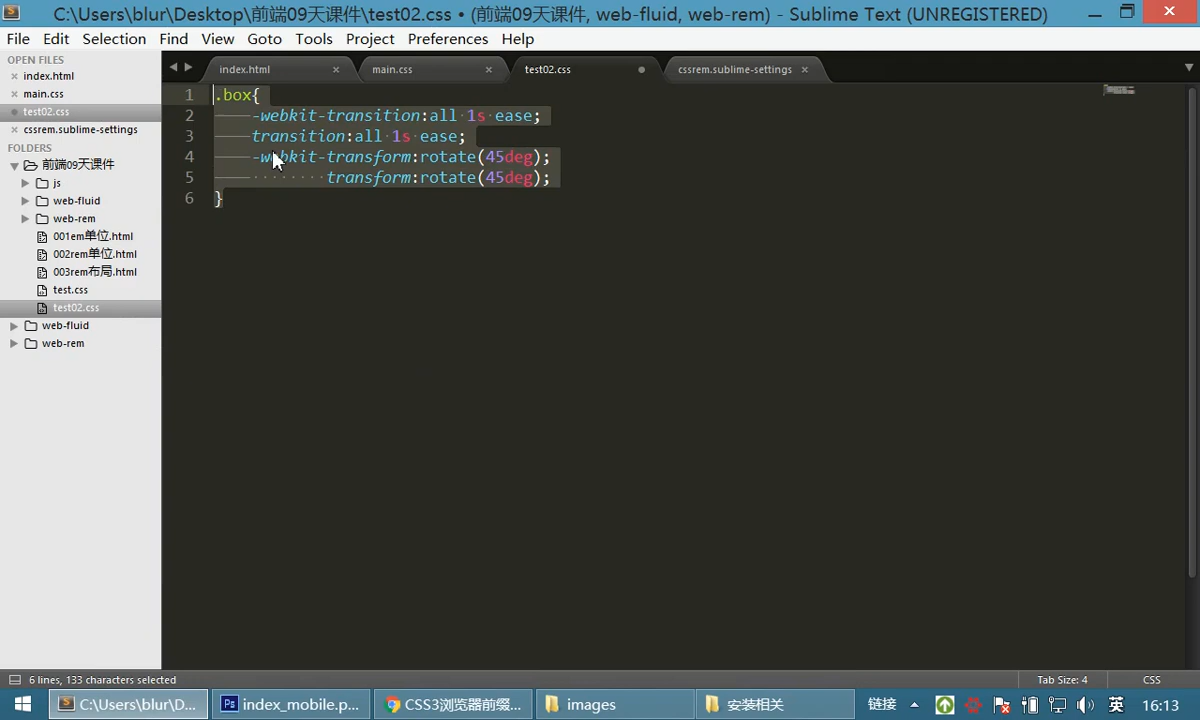 C:\Users\blur\Desktop\前端09天课件\test02.css • (前端09天课件, web-fluid, web-rem) - Sublime Text (UNREGISTERED)
File Edit Selection Find View Goto Tools Project Preferences Help
OPEN FILES
index.html
main.css
test02.css
cssrem.sublime-settings
FOLDERS
前端09天课件
js
web-fluid
web-rem
001em单位.html
002rem单位.html
003rem布局.html
test.css
test02.css
web-fluid
web-rem
index.html main.css test02.css cssrem.sublime-settings
1 .box{
2 -webkit-transition:all 1s ease;
3 transition:all 1s ease;
4 -webkit-transform:rotate(45deg);
5 transform:rotate(45deg);
6 }
6 lines, 133 characters selected Tab Size: 4 CSS
C:\Users\blur\D... index_mobile.p... CSS3浏览器前缀... images 安装相关 链接 英 16:13